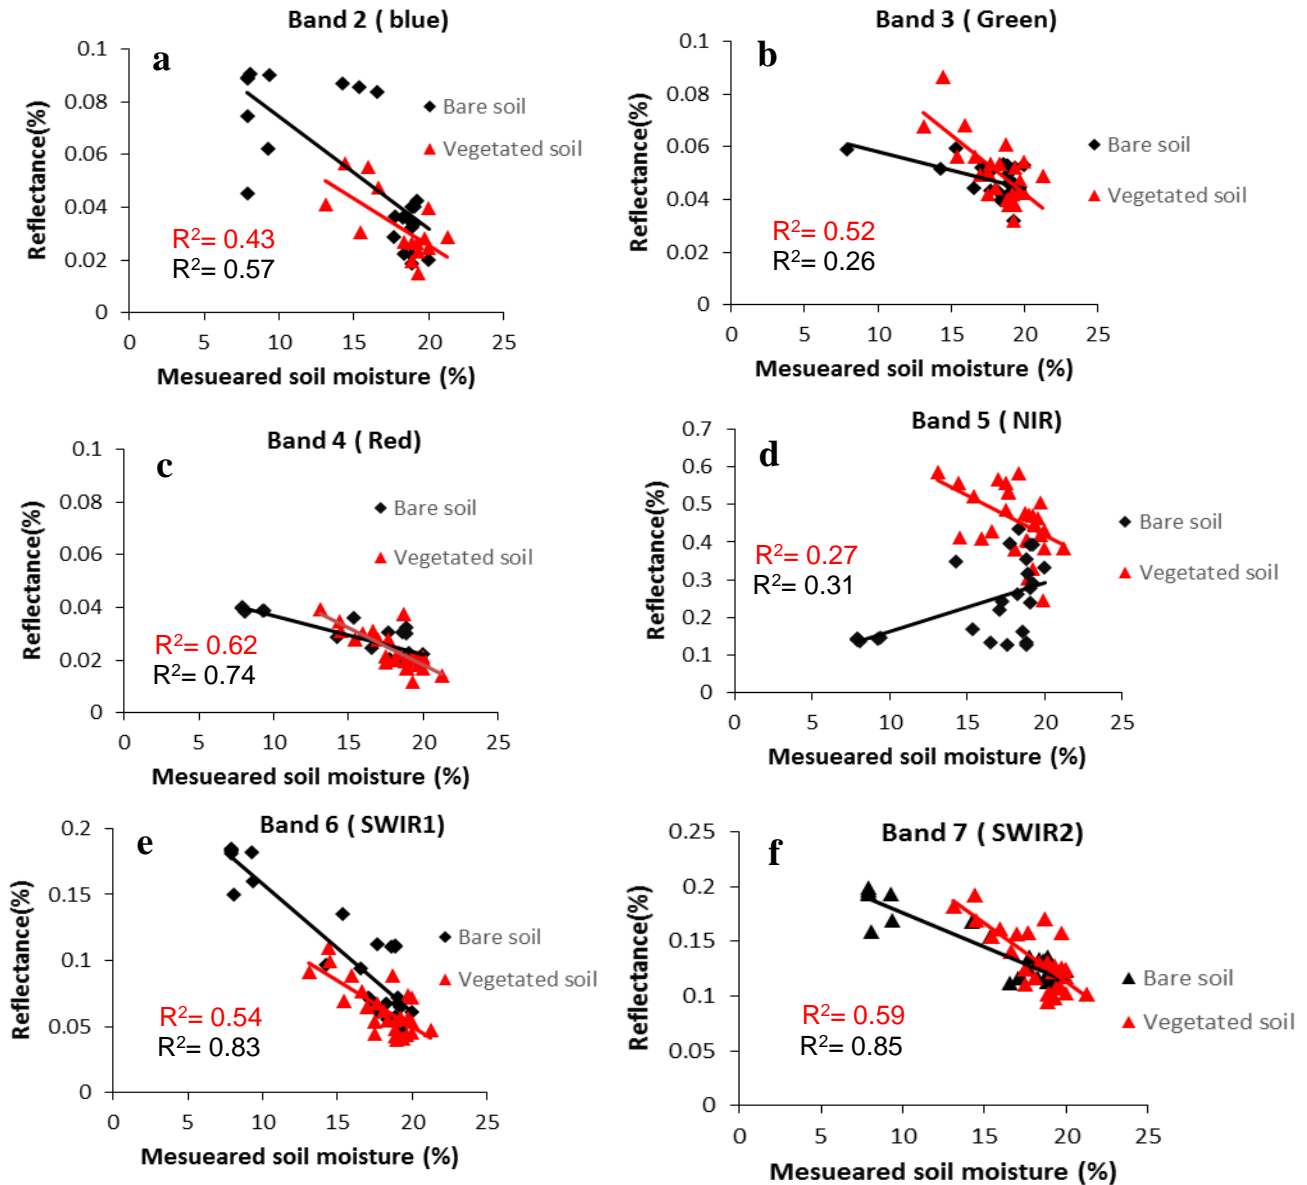 Band 2 ( blue)
a
Reflectance(%)
0.1
0.08
0.06
0.04
0.02
0
Bare soil
Vegetated soil
R²= 0.43
R²= 0.57
0 5 10 15 20 25
Mesueared soil moisture (%)
Band 3 ( Green)
b
Reflectance(%)
0.1
0.08
0.06
0.04
0.02
0
Bare soil
Vegetated soil
R²= 0.52
R²= 0.26
0 5 10 15 20 25
Mesueared soil moisture (%)
Band 4 ( Red)
c
Reflectance(%)
0.1
0.08
0.06
0.04
0.02
0
Bare soil
Vegetated soil
R²= 0.62
R²= 0.74
0 5 10 15 20 25
Mesueared soil moisture (%)
Band 5 ( NIR)
d
Reflectance(%)
0.7
0.6
0.5
0.4
0.3
0.2
0.1
0
Bare soil
Vegetated soil
R²= 0.27
R²= 0.31
0 5 10 15 20 25
Mesueared soil moisture (%)
Band 6 ( SWIR1)
e
Reflectance(%)
0.2
0.15
0.1
0.05
0
Bare soil
Vegetated soil
R²= 0.54
R²= 0.83
0 5 10 15 20 25
Mesueared soil moisture (%)
Band 7 ( SWIR2)
f
Reflectance(%)
0.25
0.2
0.15
0.1
0.05
0
Bare soil
Vegetated soil
R²= 0.59
R²= 0.85
0 5 10 15 20 25
Mesueared soil moisture (%)